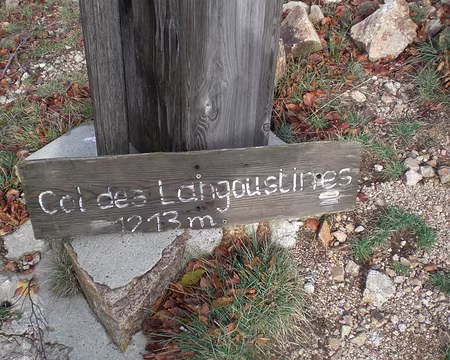 Col des Langoustines
1213 m.